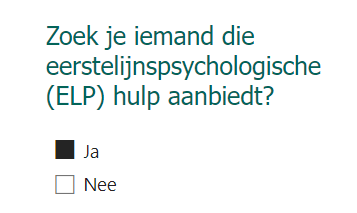 Zoek je iemand die
eerstelijnspsychologische
(ELP) hulp aanbiedt?
Ja
Nee